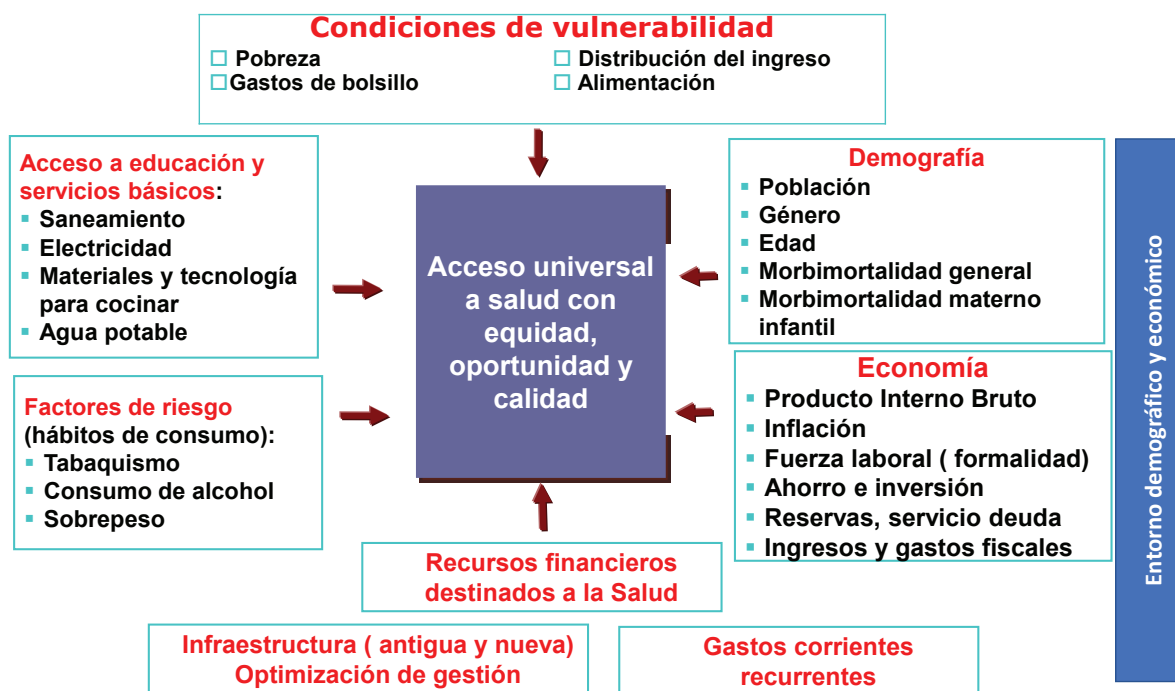 Condiciones de vulnerabilidad
□ Pobreza
□ Gastos de bolsillo
□ Distribución del ingreso
□ Alimentación
Acceso a educación y
servicios básicos:
▪ Saneamiento
▪ Electricidad
▪ Materiales y tecnología
para cocinar
▪ Agua potable
Factores de riesgo
(hábitos de consumo):
▪ Tabaquismo
▪ Consumo de alcohol
▪ Sobrepeso
Acceso universal
a salud con
equidad,
oportunidad y
calidad
Demografía
▪ Población
▪ Género
▪ Edad
▪ Morbimortalidad general
▪ Morbimortalidad materno
infantil
Economía
▪ Producto Interno Bruto
▪ Inflación
▪ Fuerza laboral ( formalidad)
▪ Ahorro e inversión
▪ Reservas, servicio deuda
▪ Ingresos y gastos fiscales
Entorno demográfico y económico
Recursos financieros
destinados a la Salud
Infraestructura ( antigua y nueva)
Optimización de gestión
Gastos corrientes
recurrentes